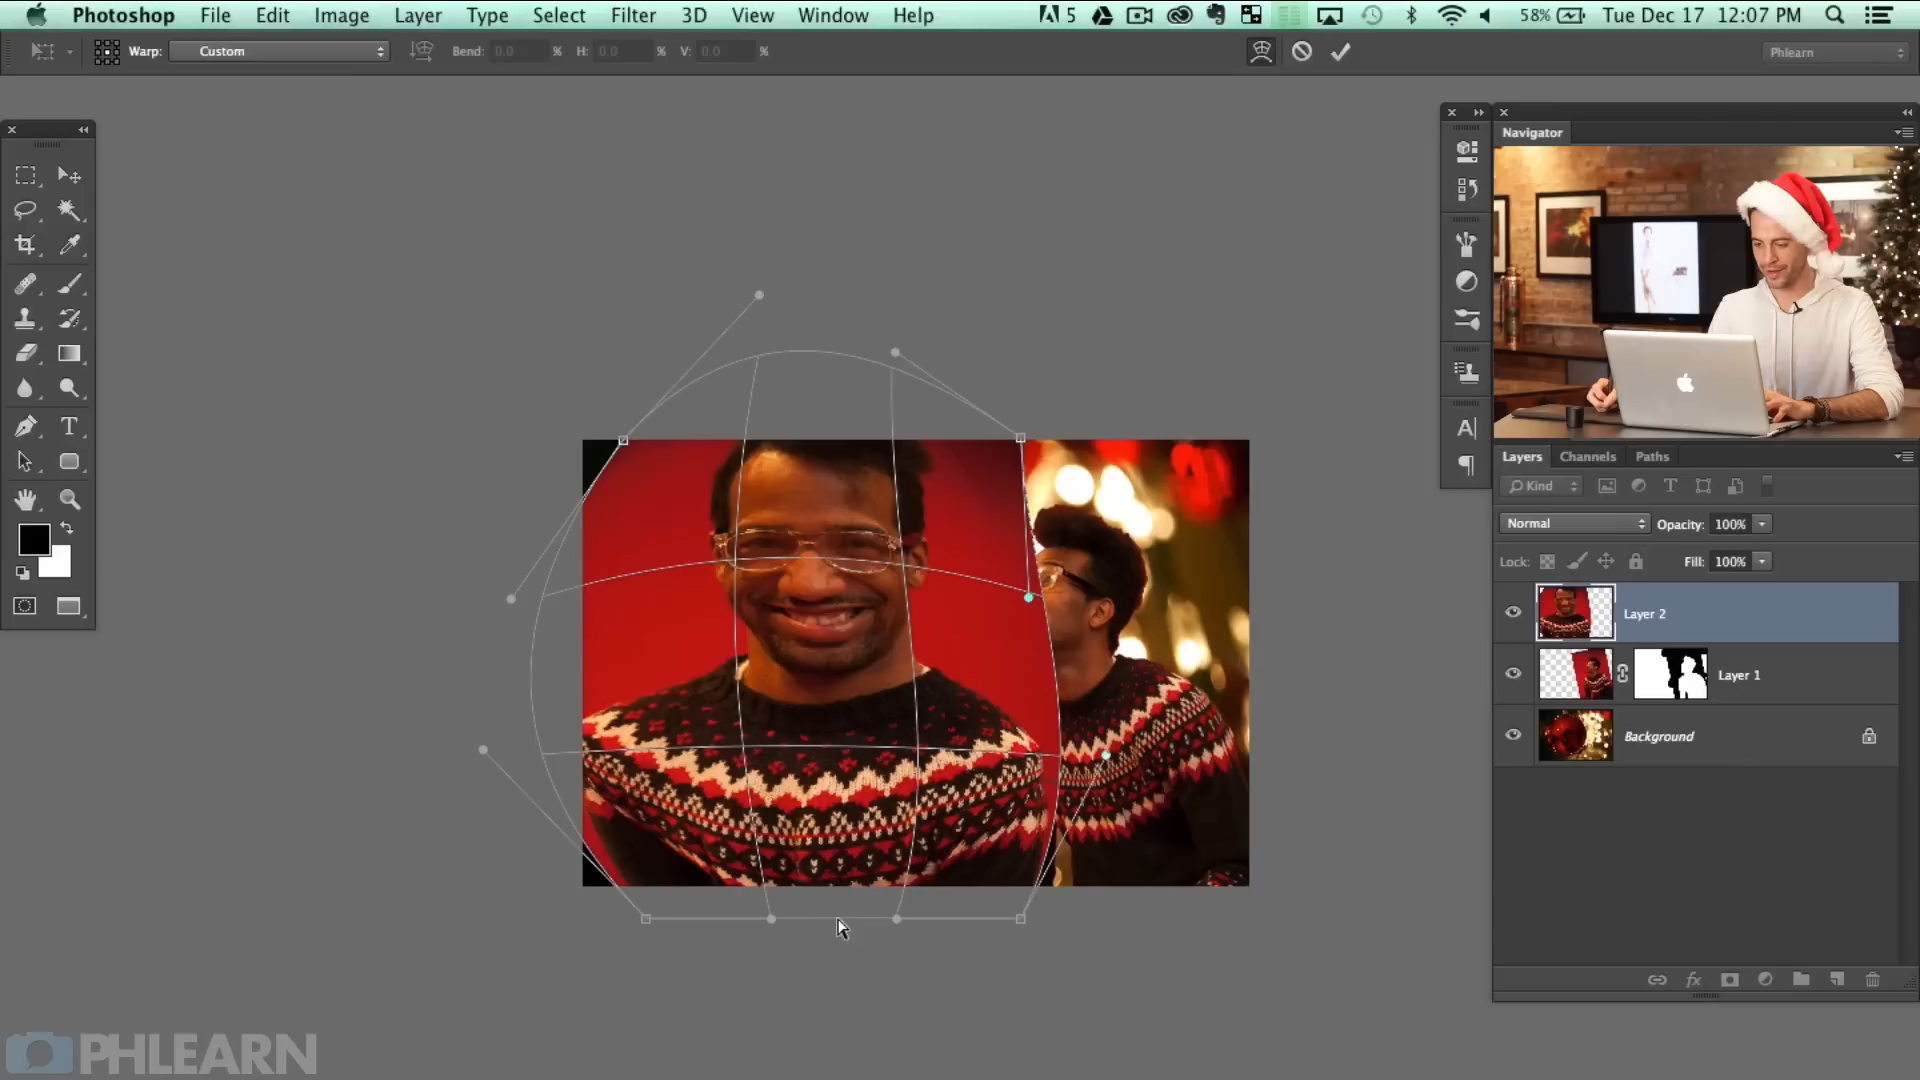 Photoshop File Edit Image Layer Type Select Filter 3D View Window Help 5 58% Tue Dec 17 12:07 PM
Warp: Custom Bend: 0.0 % H: 0.0 % V: 0.0 % Phlearn
Navigator
Layers Channels Paths
Kind T
Normal Opacity: 100%
Lock: Fill: 100%
Layer 2
Layer 1
Background
fx
PHLEARN